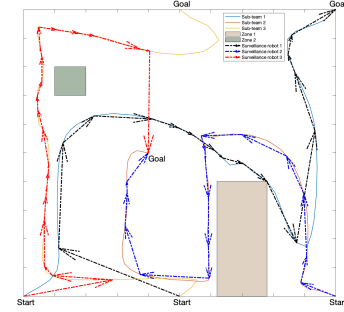 Goal
Goal
Sub-team 1
Sub-team 2
Sub-team 3
Zone 1
Zone 2
Surveillance robot 1
Surveillance robot 2
Surveillance robot 3
Goal
Start
Start
Start